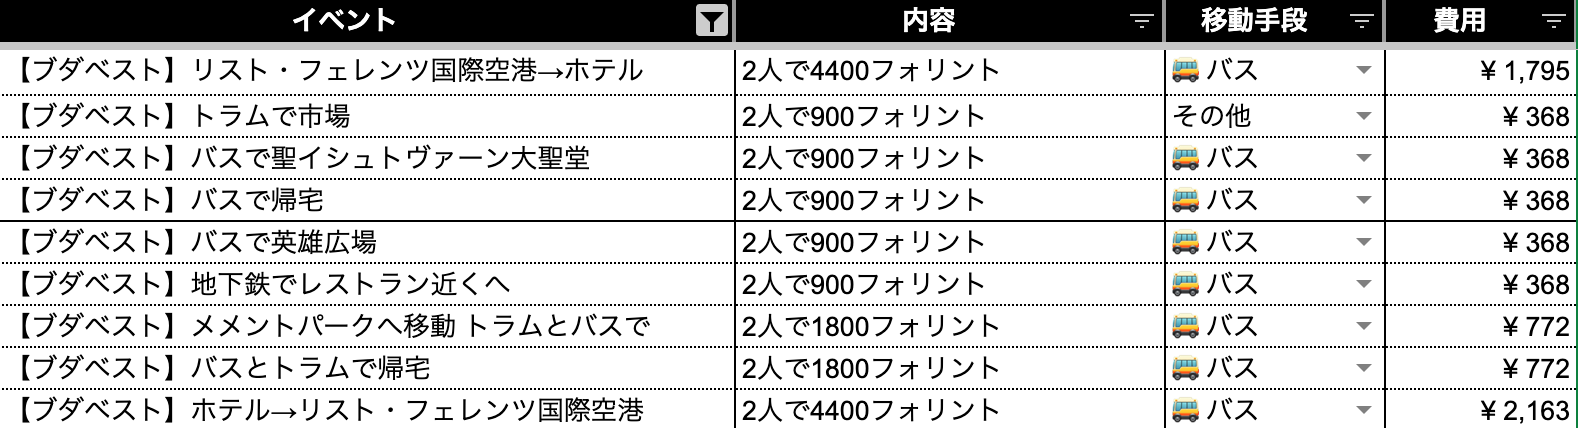 イベント 内容 移動手段 費用
【ブダペスト】リスト・フェレンツ国際空港→ホテル 2人で4400フォリント バス ¥ 1,795
【ブダペスト】トラムで市場 2人で900フォリント その他 ¥ 368
【ブダペスト】バスで聖イシュトヴァーン大聖堂 2人で900フォリント バス ¥ 368
【ブダペスト】バスで帰宅 2人で900フォリント バス ¥ 368
【ブダペスト】バスで英雄広場 2人で900フォリント バス ¥ 368
【ブダペスト】地下鉄でレストラン近くへ 2人で900フォリント バス ¥ 368
【ブダペスト】メメントパークへ移動 トラムとバスで 2人で1800フォリント バス ¥ 772
【ブダペスト】バスとトラムで帰宅 2人で1800フォリント バス ¥ 772
【ブダペスト】ホテル→リスト・フェレンツ国際空港 2人で4400フォリント バス ¥ 2,163